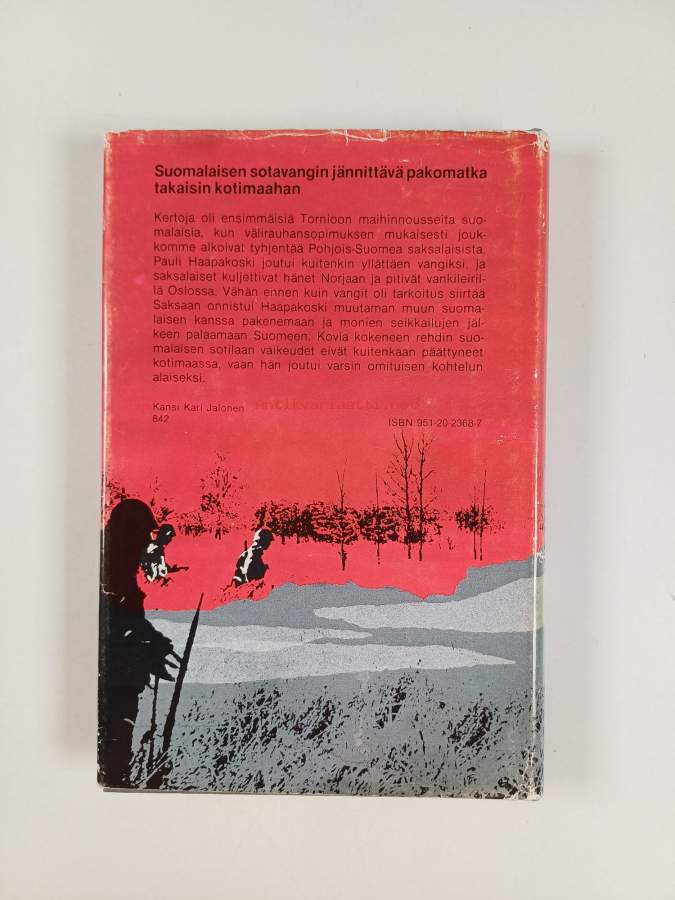 Suomalaisen sotavangin jännittävä pakomatka
takaisin kotimaahan
Kertoja oli ensimmäisiä Tornioon maihinnousseita suo-
malaisia, kun välirauhansopimuksen mukaisesti jouk-
komme alkoivat tyhjentää Pohjois-Suomea saksalaisista.
Pauli Haapakoski joutui kuitenkin yllättäen vangiksi, ja
saksalaiset kuljettivat hänet Norjaan ja pitivät vankileiril-
lä Oslossa. Vähän ennen kuin vangit oli tarkoitus siirtää
Saksaan onnistui Haapakoski muutaman muun suoma-
laisen kanssa pakenemaan ja monien seikkailujen jäl-
keen palaamaan Suomeen. Kovia kokeneen rehdin suo-
malaisen sotilaan vaikeudet eivät kuitenkaan päättyneet
kotimaassa, vaan hän joutui varsin omituisen kohtelun
alaiseksi.
Antikvariaatti.net
Kansi Kari Jalonen
842
ISBN 951-20-2368-7